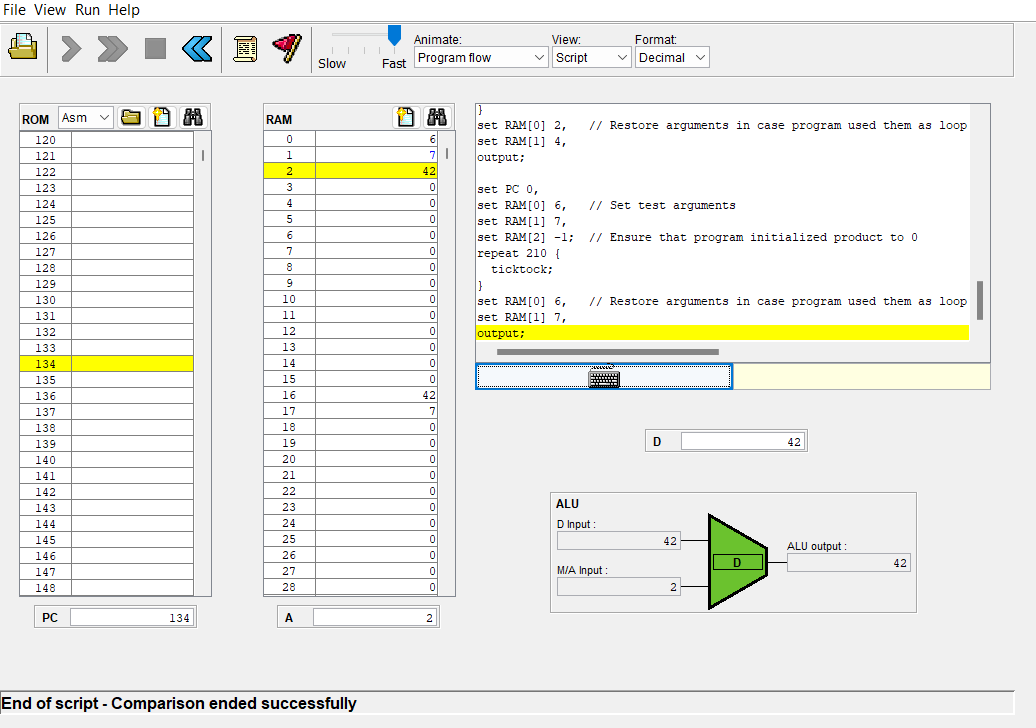 File View Run Help
Slow Fast
Animate: View: Format:
Program flow Script Decimal
ROM Asm
120
121
122
123
124
125
126
127
128
129
130
131
132
133
134
135
136
137
138
139
140
141
142
143
144
145
146
147
148
PC 134
RAM
0 6
1 7
2 42
3 0
4 0
5 0
6 0
7 0
8 0
9 0
10 0
11 0
12 0
13 0
14 0
15 0
16 42
17 7
18 0
19 0
20 0
21 0
22 0
23 0
24 0
25 0
26 0
27 0
28 0
A 2
}
set RAM[0] 2,   // Restore arguments in case program used them as loop
set RAM[1] 4,
output;
set PC 0,
set RAM[0] 6,   // Set test arguments
set RAM[1] 7,
set RAM[2] -1;  // Ensure that program initialized product to 0
repeat 210 {
  ticktock;
}
set RAM[0] 6,   // Restore arguments in case program used them as loop
set RAM[1] 7,
output;
D 42
ALU
D Input :
42
M/A Input :
2
D
ALU output :
42
End of script - Comparison ended successfully